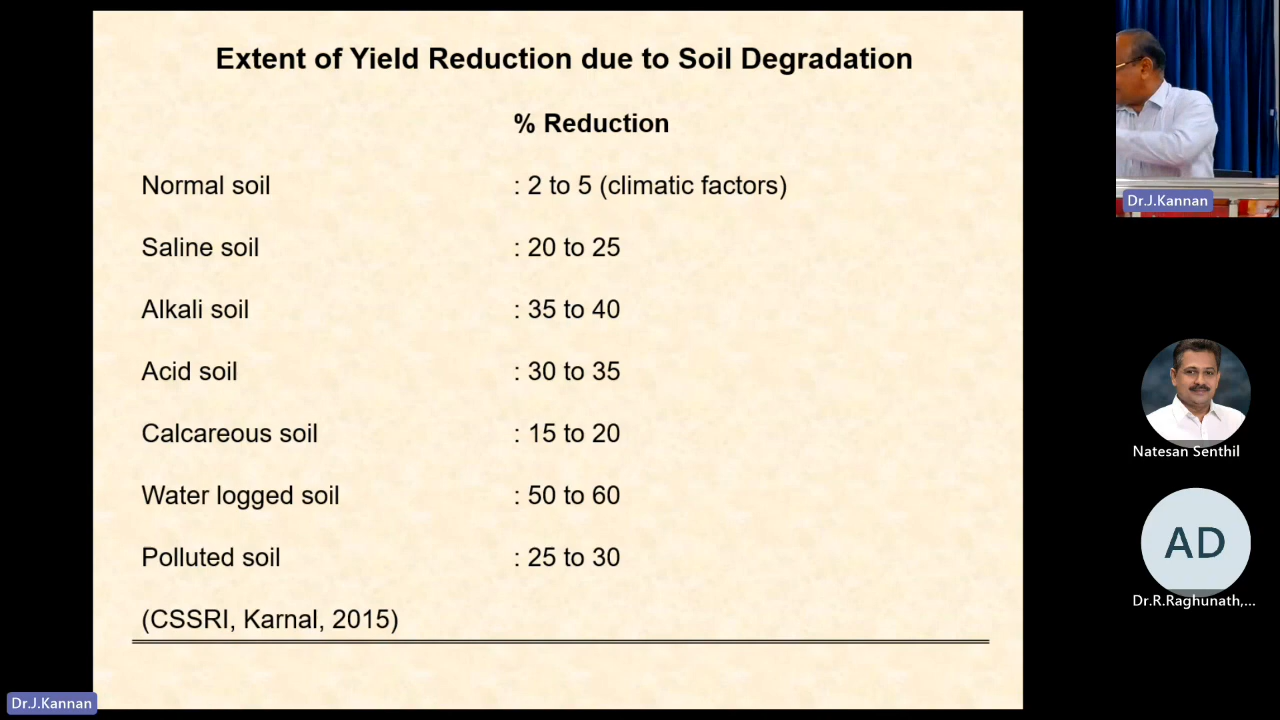 Extent of Yield Reduction due to Soil Degradation
% Reduction
Normal soil : 2 to 5 (climatic factors)
Saline soil : 20 to 25
Alkali soil : 35 to 40
Acid soil : 30 to 35
Calcareous soil : 15 to 20
Water logged soil : 50 to 60
Polluted soil : 25 to 30
(CSSRI, Karnal, 2015)
Dr.J.Kannan
Dr.J.Kannan
Natesan Senthil
AD
Dr.R.Raghunath,...